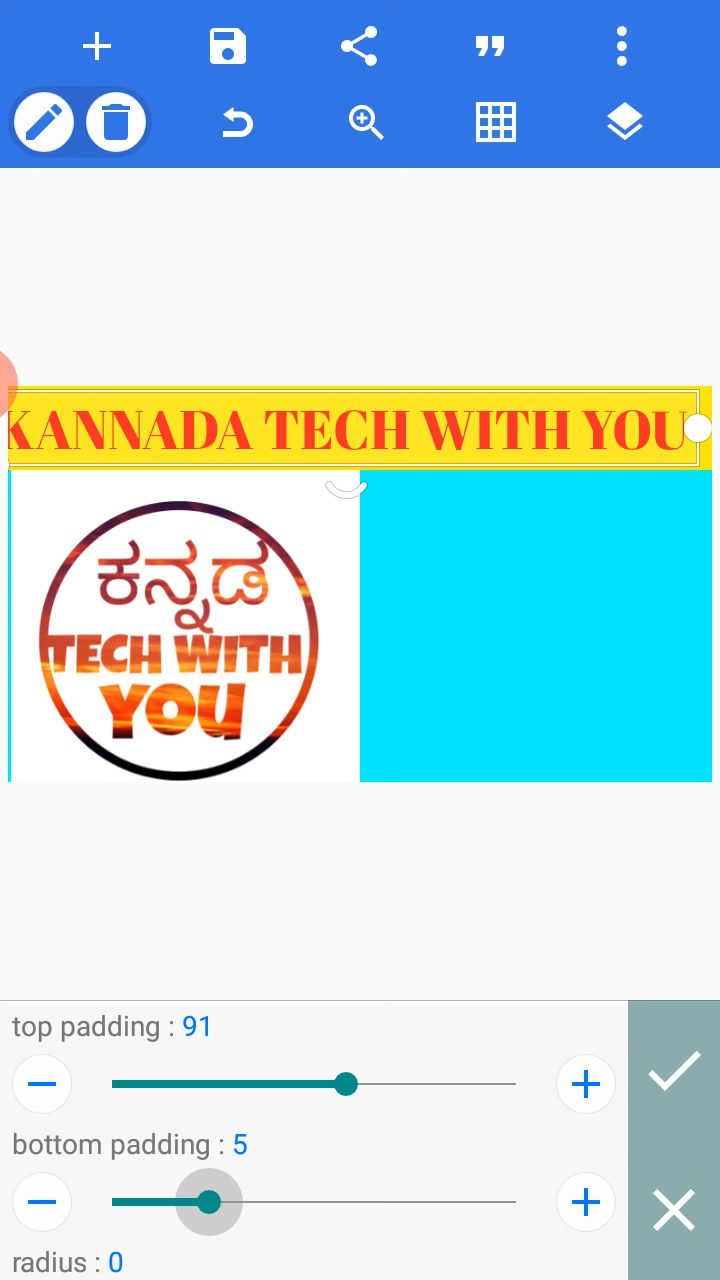 KANNADA TECH WITH YOU
ಕನ್ನಡ
TECH WITH
YOU
top padding : 91
bottom padding : 5
radius : 0